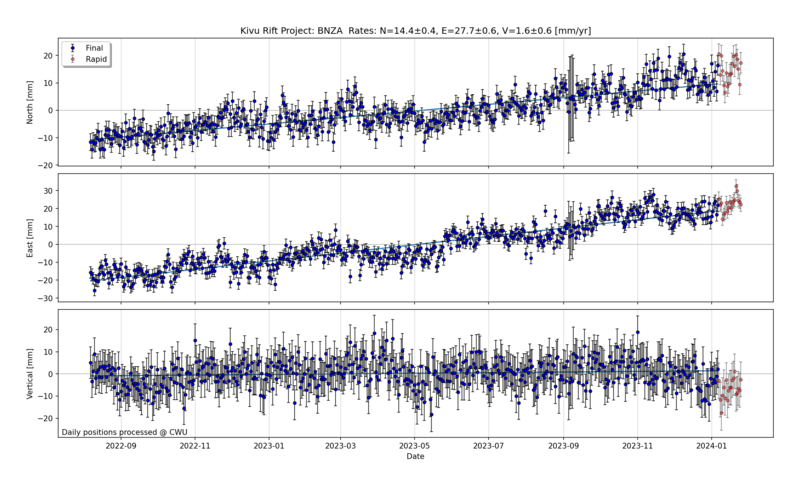 Kivu Rift Project: BNZA  Rates: N=14.4±0.4, E=27.7±0.6, V=1.6±0.6 [mm/yr]
Final
Rapid
North [mm]
20
10
0
−10
−20
East [mm]
30
20
10
0
−10
−20
−30
Vertical [mm]
20
10
0
−10
−20
Daily positions processed @ CWU
2022-09 2022-11 2023-01 2023-03 2023-05 2023-07 2023-09 2023-11 2024-01
Date